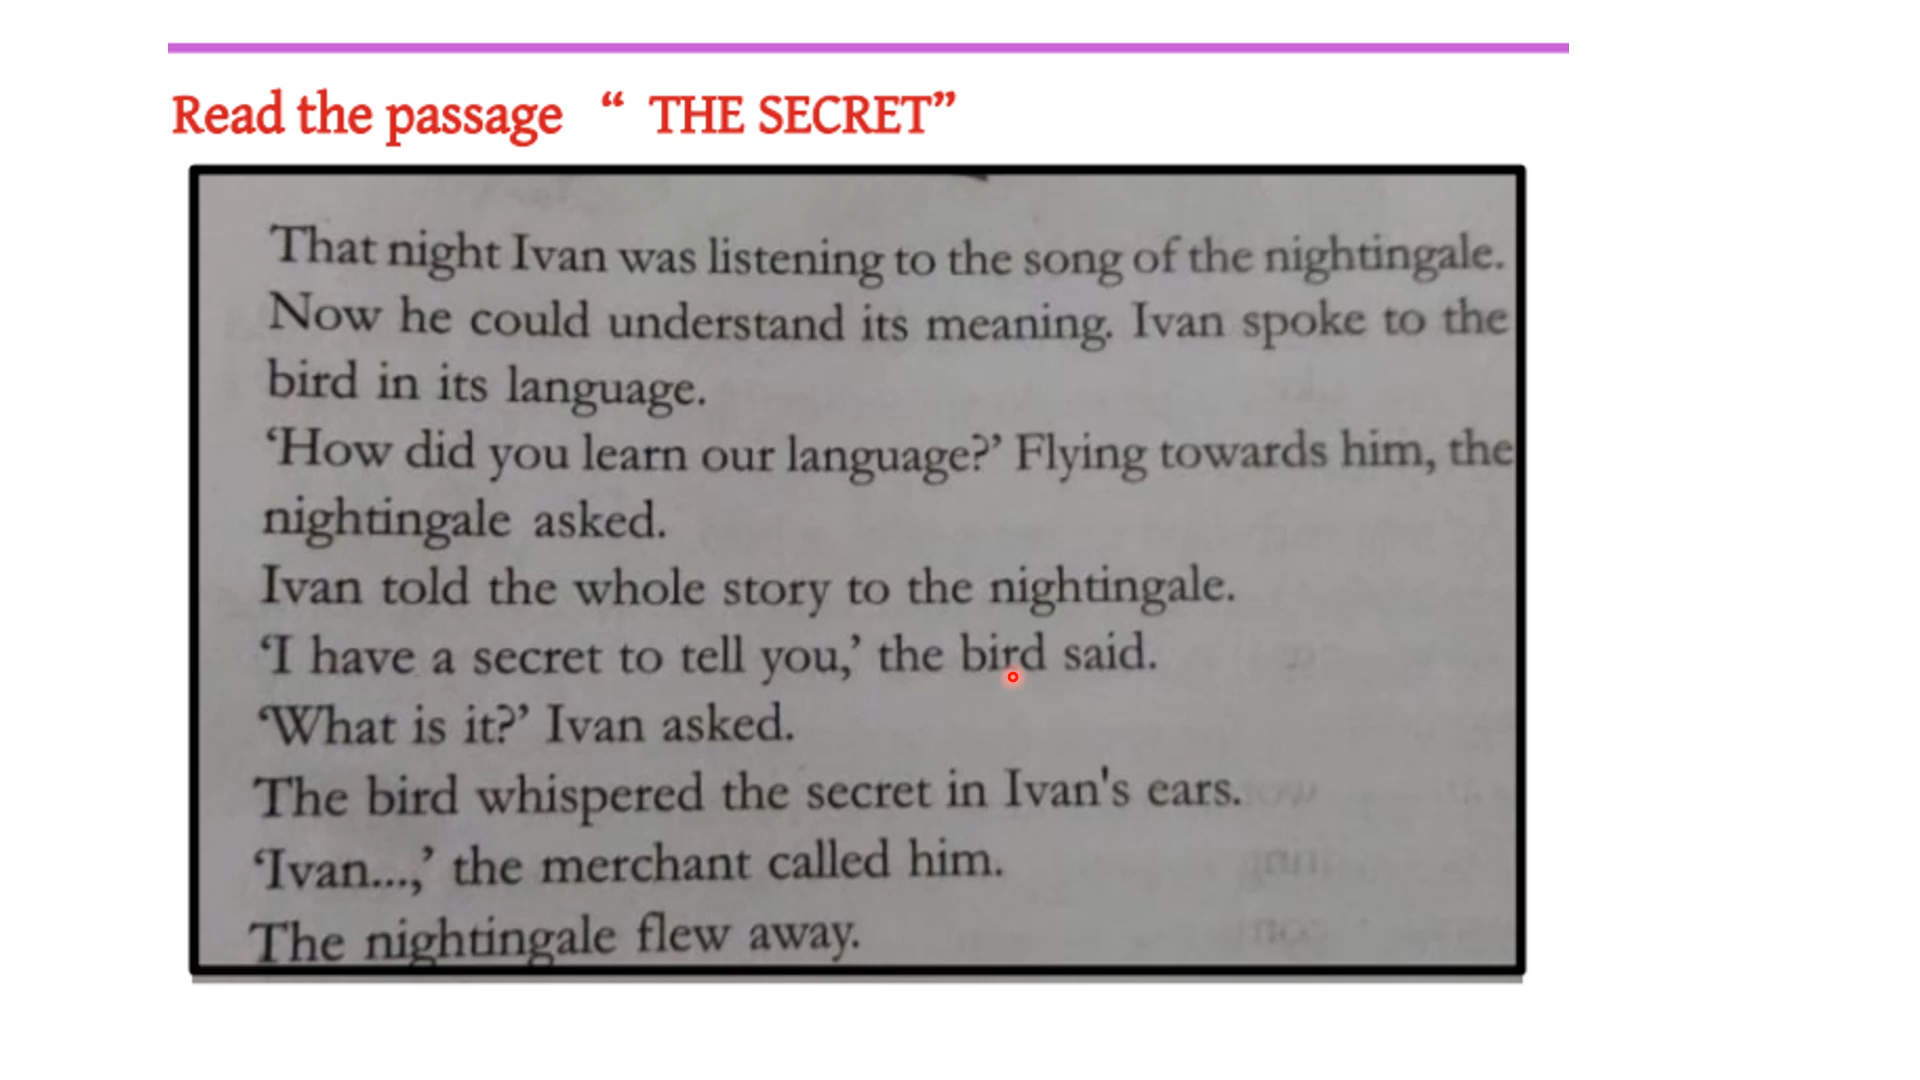 Read the passage “ THE SECRET”
That night Ivan was listening to the song of the nightingale.
Now he could understand its meaning. Ivan spoke to the
bird in its language.
‘How did you learn our language?’ Flying towards him, the
nightingale asked.
Ivan told the whole story to the nightingale.
‘I have a secret to tell you,’ the bird said.
‘What is it?’ Ivan asked.
The bird whispered the secret in Ivan's ears.
‘Ivan...,’ the merchant called him.
The nightingale flew away.